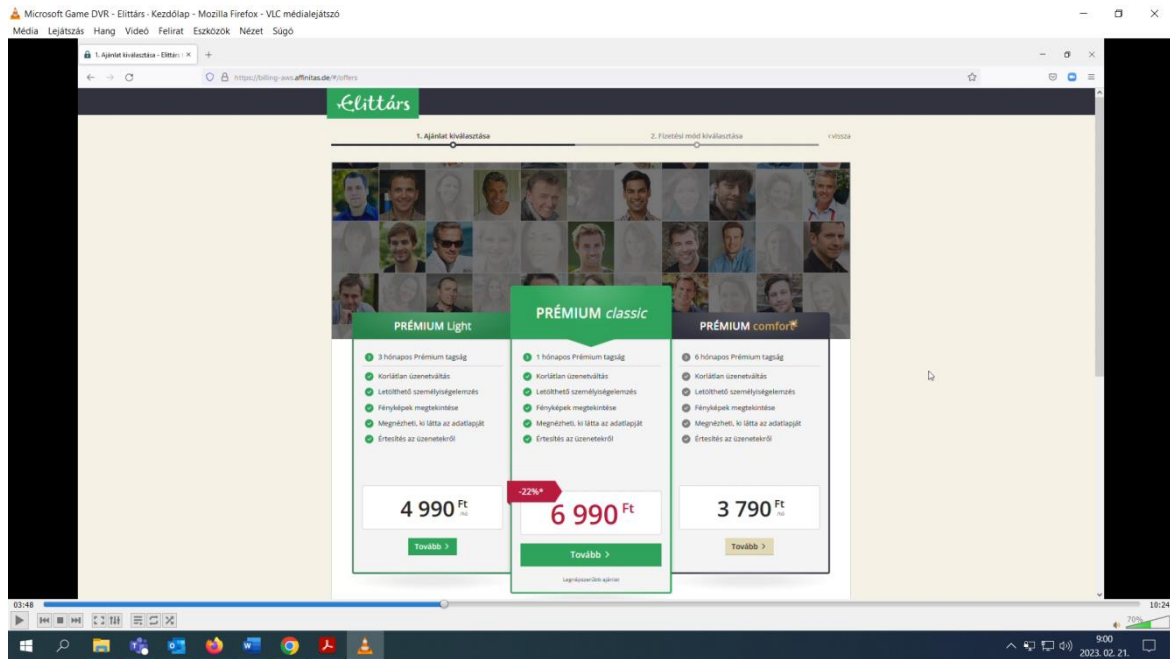 Microsoft Game DVR - Elittárs - Kezdőlap - Mozilla Firefox - VLC médialejátszó
Média Lejátszás Hang Videó Felirat Eszközök Nézet Súgó
1. Ajánlat kiválasztása - Elittárs
https://billing-aws.affinitas.de/#/offers
Elittárs
1. Ajánlat kiválasztása
2. Fizetési mód kiválasztása
vissza
PRÉMIUM Light
3 hónapos Prémium tagság
Korlátlan üzenetváltás
Letölthető személyiségelemzés
Fényképek megtekintése
Megnézheti, ki látta az adatlapját
Értesítés az üzenetekről
4 990 Ft
/hó
Tovább >
PRÉMIUM classic
1 hónapos Prémium tagság
Korlátlan üzenetváltás
Letölthető személyiségelemzés
Fényképek megtekintése
Megnézheti, ki látta az adatlapját
Értesítés az üzenetekről
-22%*
6 990 Ft
Tovább >
Legnépszerűbb ajánlat
PRÉMIUM comfort
6 hónapos Prémium tagság
Korlátlan üzenetváltás
Letölthető személyiségelemzés
Fényképek megtekintése
Megnézheti, ki látta az adatlapját
Értesítés az üzenetekről
3 790 Ft
/hó
Tovább >
03:48
10:24
70%
9:00
2023. 02. 21.